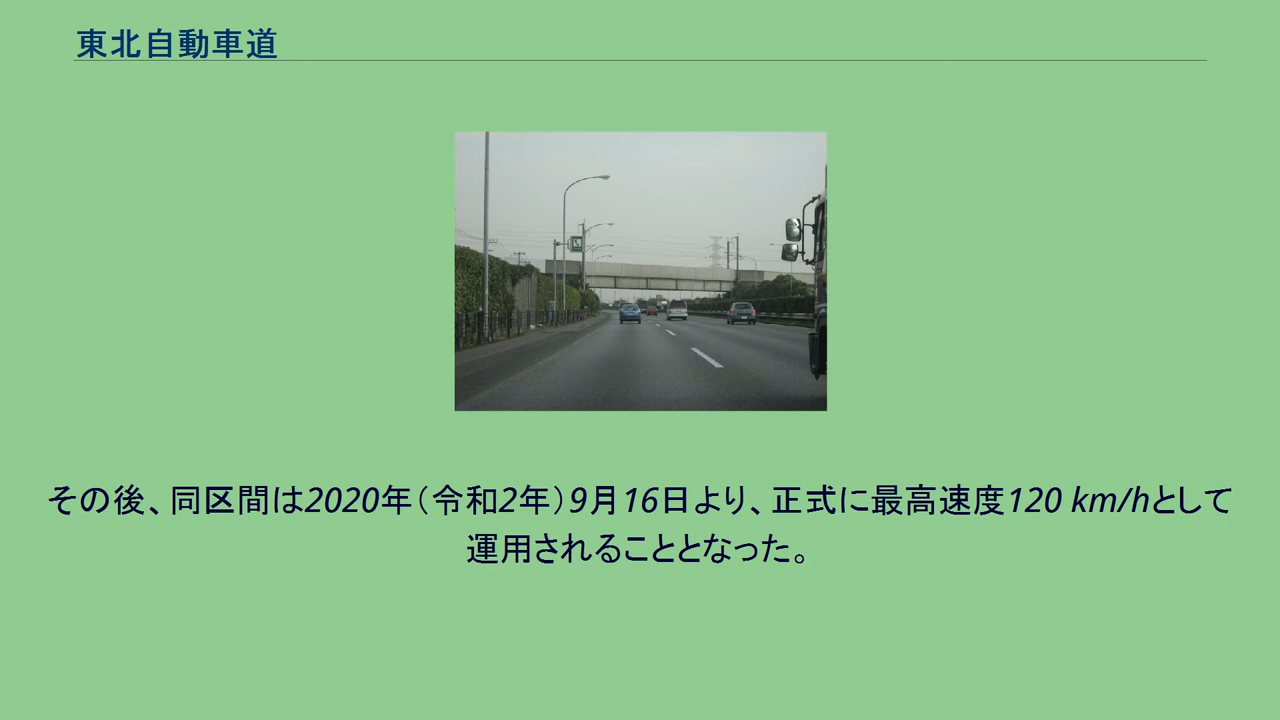 東北自動車道
その後、同区間は2020年（令和2年）9月16日より、正式に最高速度120 km/hとして
運用されることとなった。